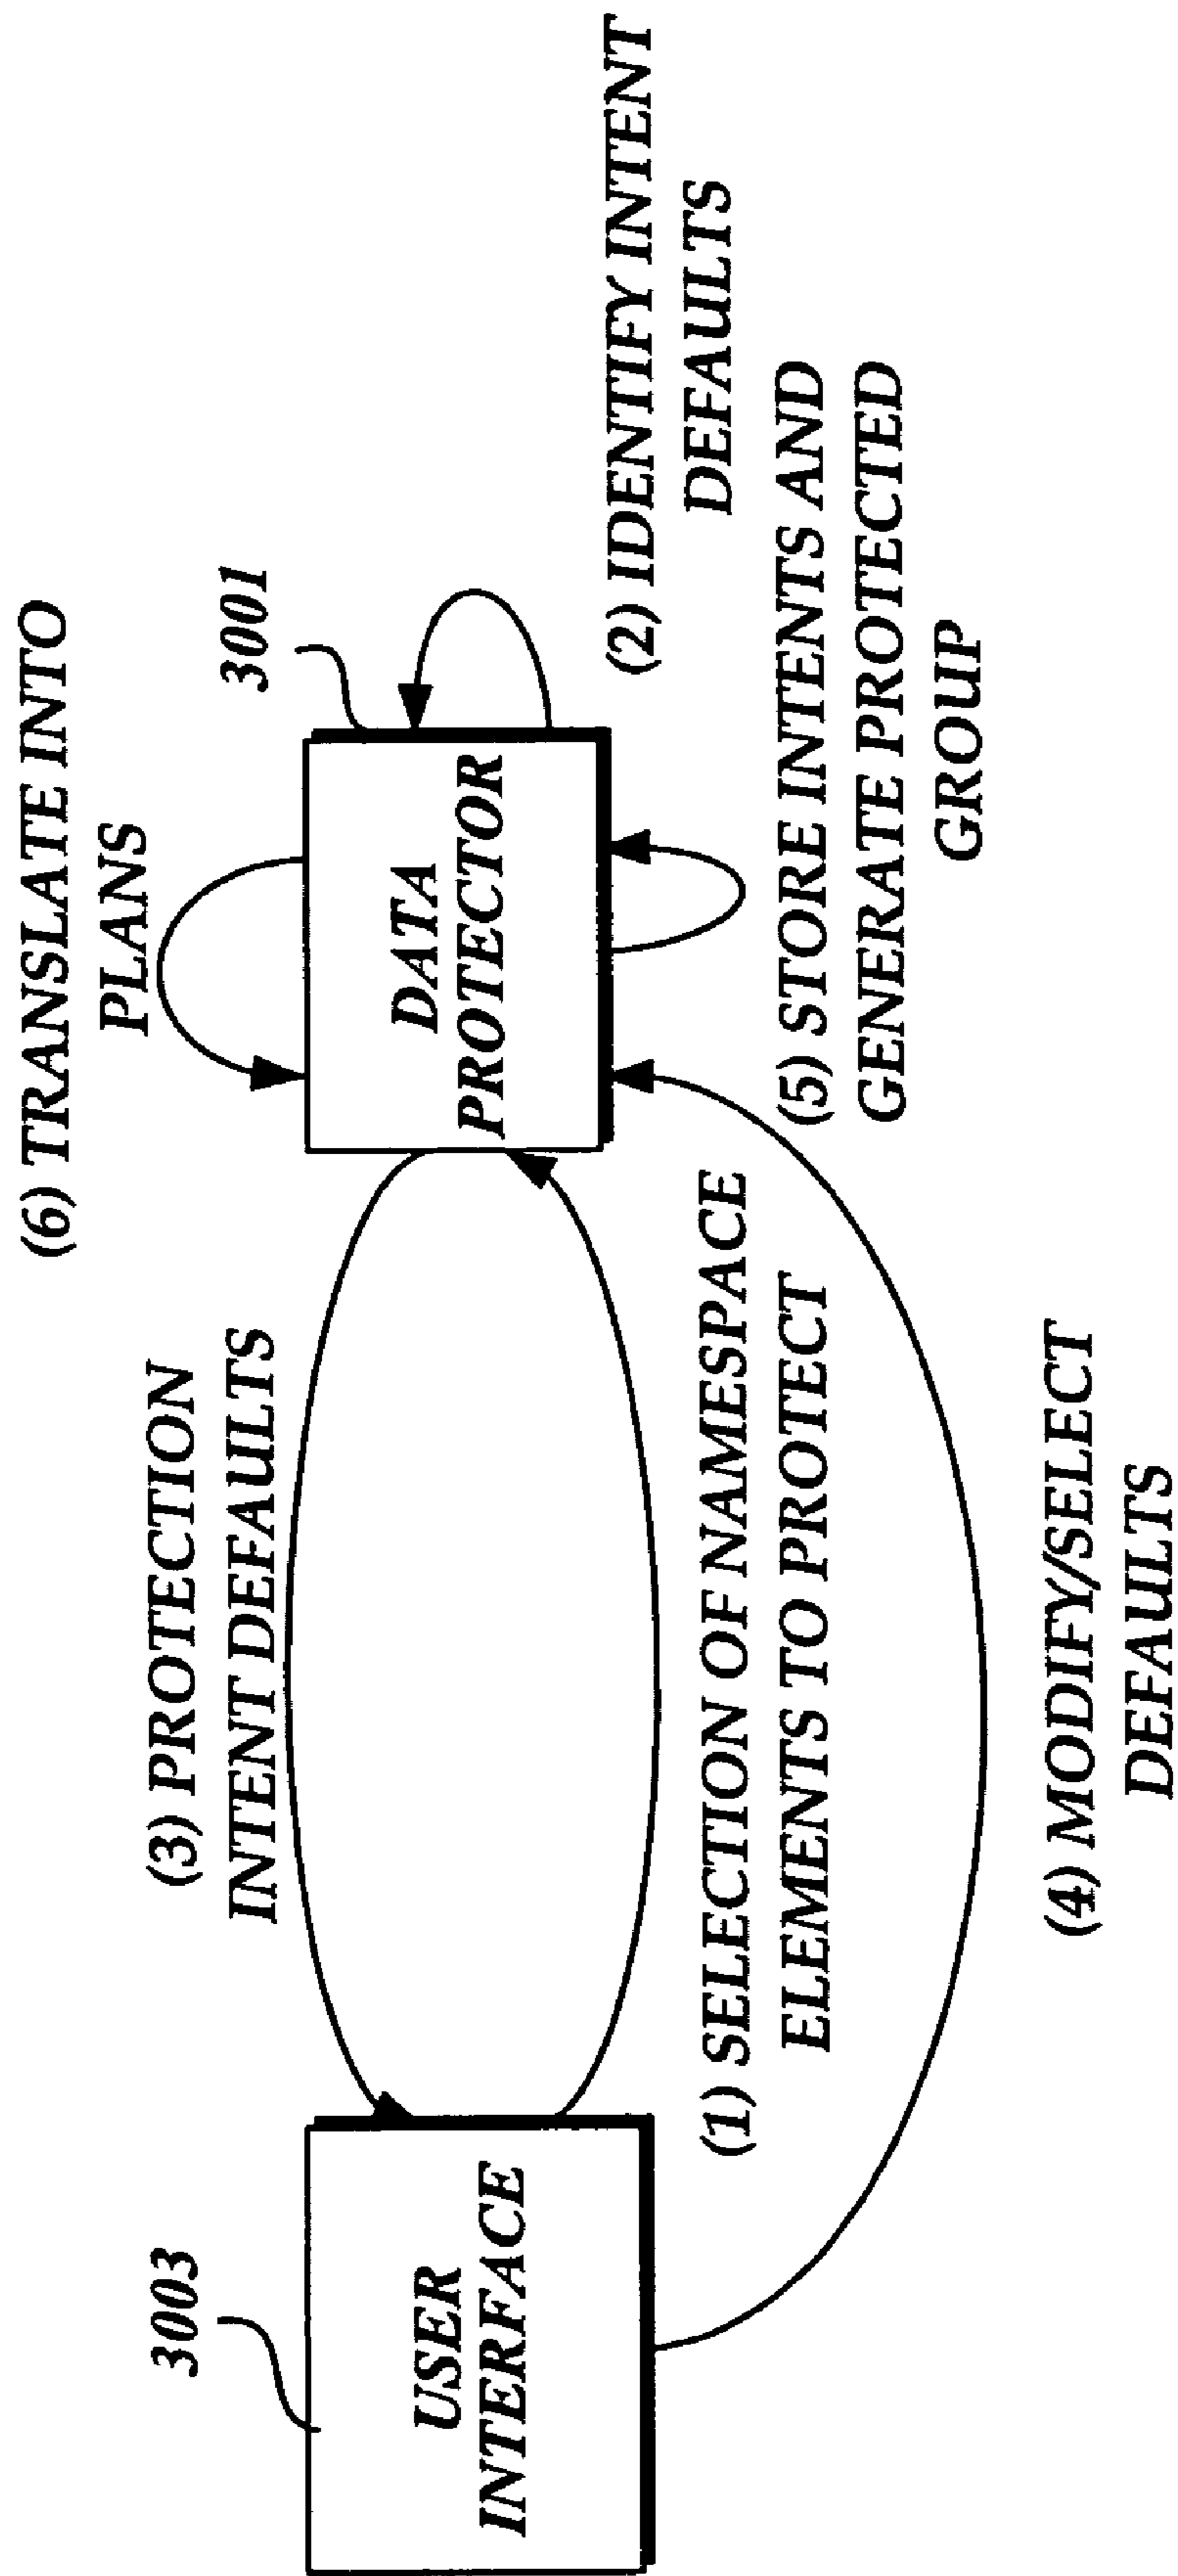 (6) TRANSLATE INTO
PLANS
3003
(3) PROTECTION
INTENT DEFAULTS
3001
USER
INTERFACE
DATA
PROTECTOR
(2) IDENTIFY INTENT
DEFAULTS
(1) SELECTION OF NAMESPACE
ELEMENTS TO PROTECT
(5) STORE INTENTS AND
GENERATE PROTECTED
GROUP
(4) MODIFY/SELECT
DEFAULTS